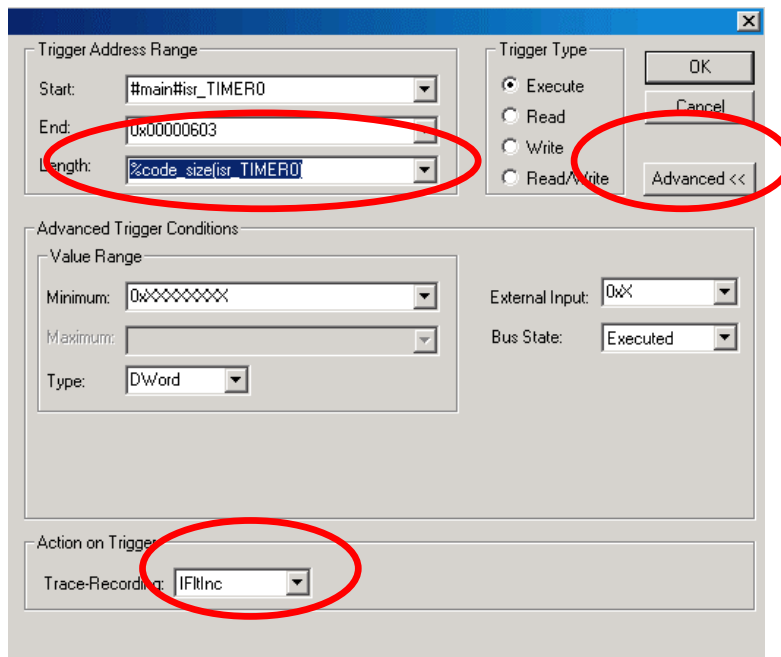 Trigger Address Range
Start: #main#isr_TIMER0
End: 0x00000603
Length: %code_size(isr_TIMER0)
Trigger Type
Execute
Read
Write
Read/Write
OK
Cancel
Advanced <<
Advanced Trigger Conditions
Value Range
Minimum: 0xXXXXXXXX
Maximum:
Type: DWord
External Input: 0xX
Bus State: Executed
Action on Trigger
Trace-Recording: IFltInc